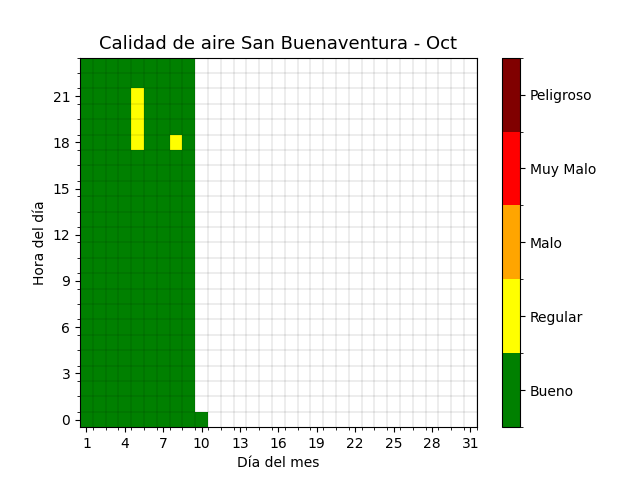 Calidad de aire San Buenaventura - Oct
Hora del día
21
18
15
12
9
6
3
0
1 4 7 10 13 16 19 22 25 28 31
Día del mes
Peligroso
Muy Malo
Malo
Regular
Bueno